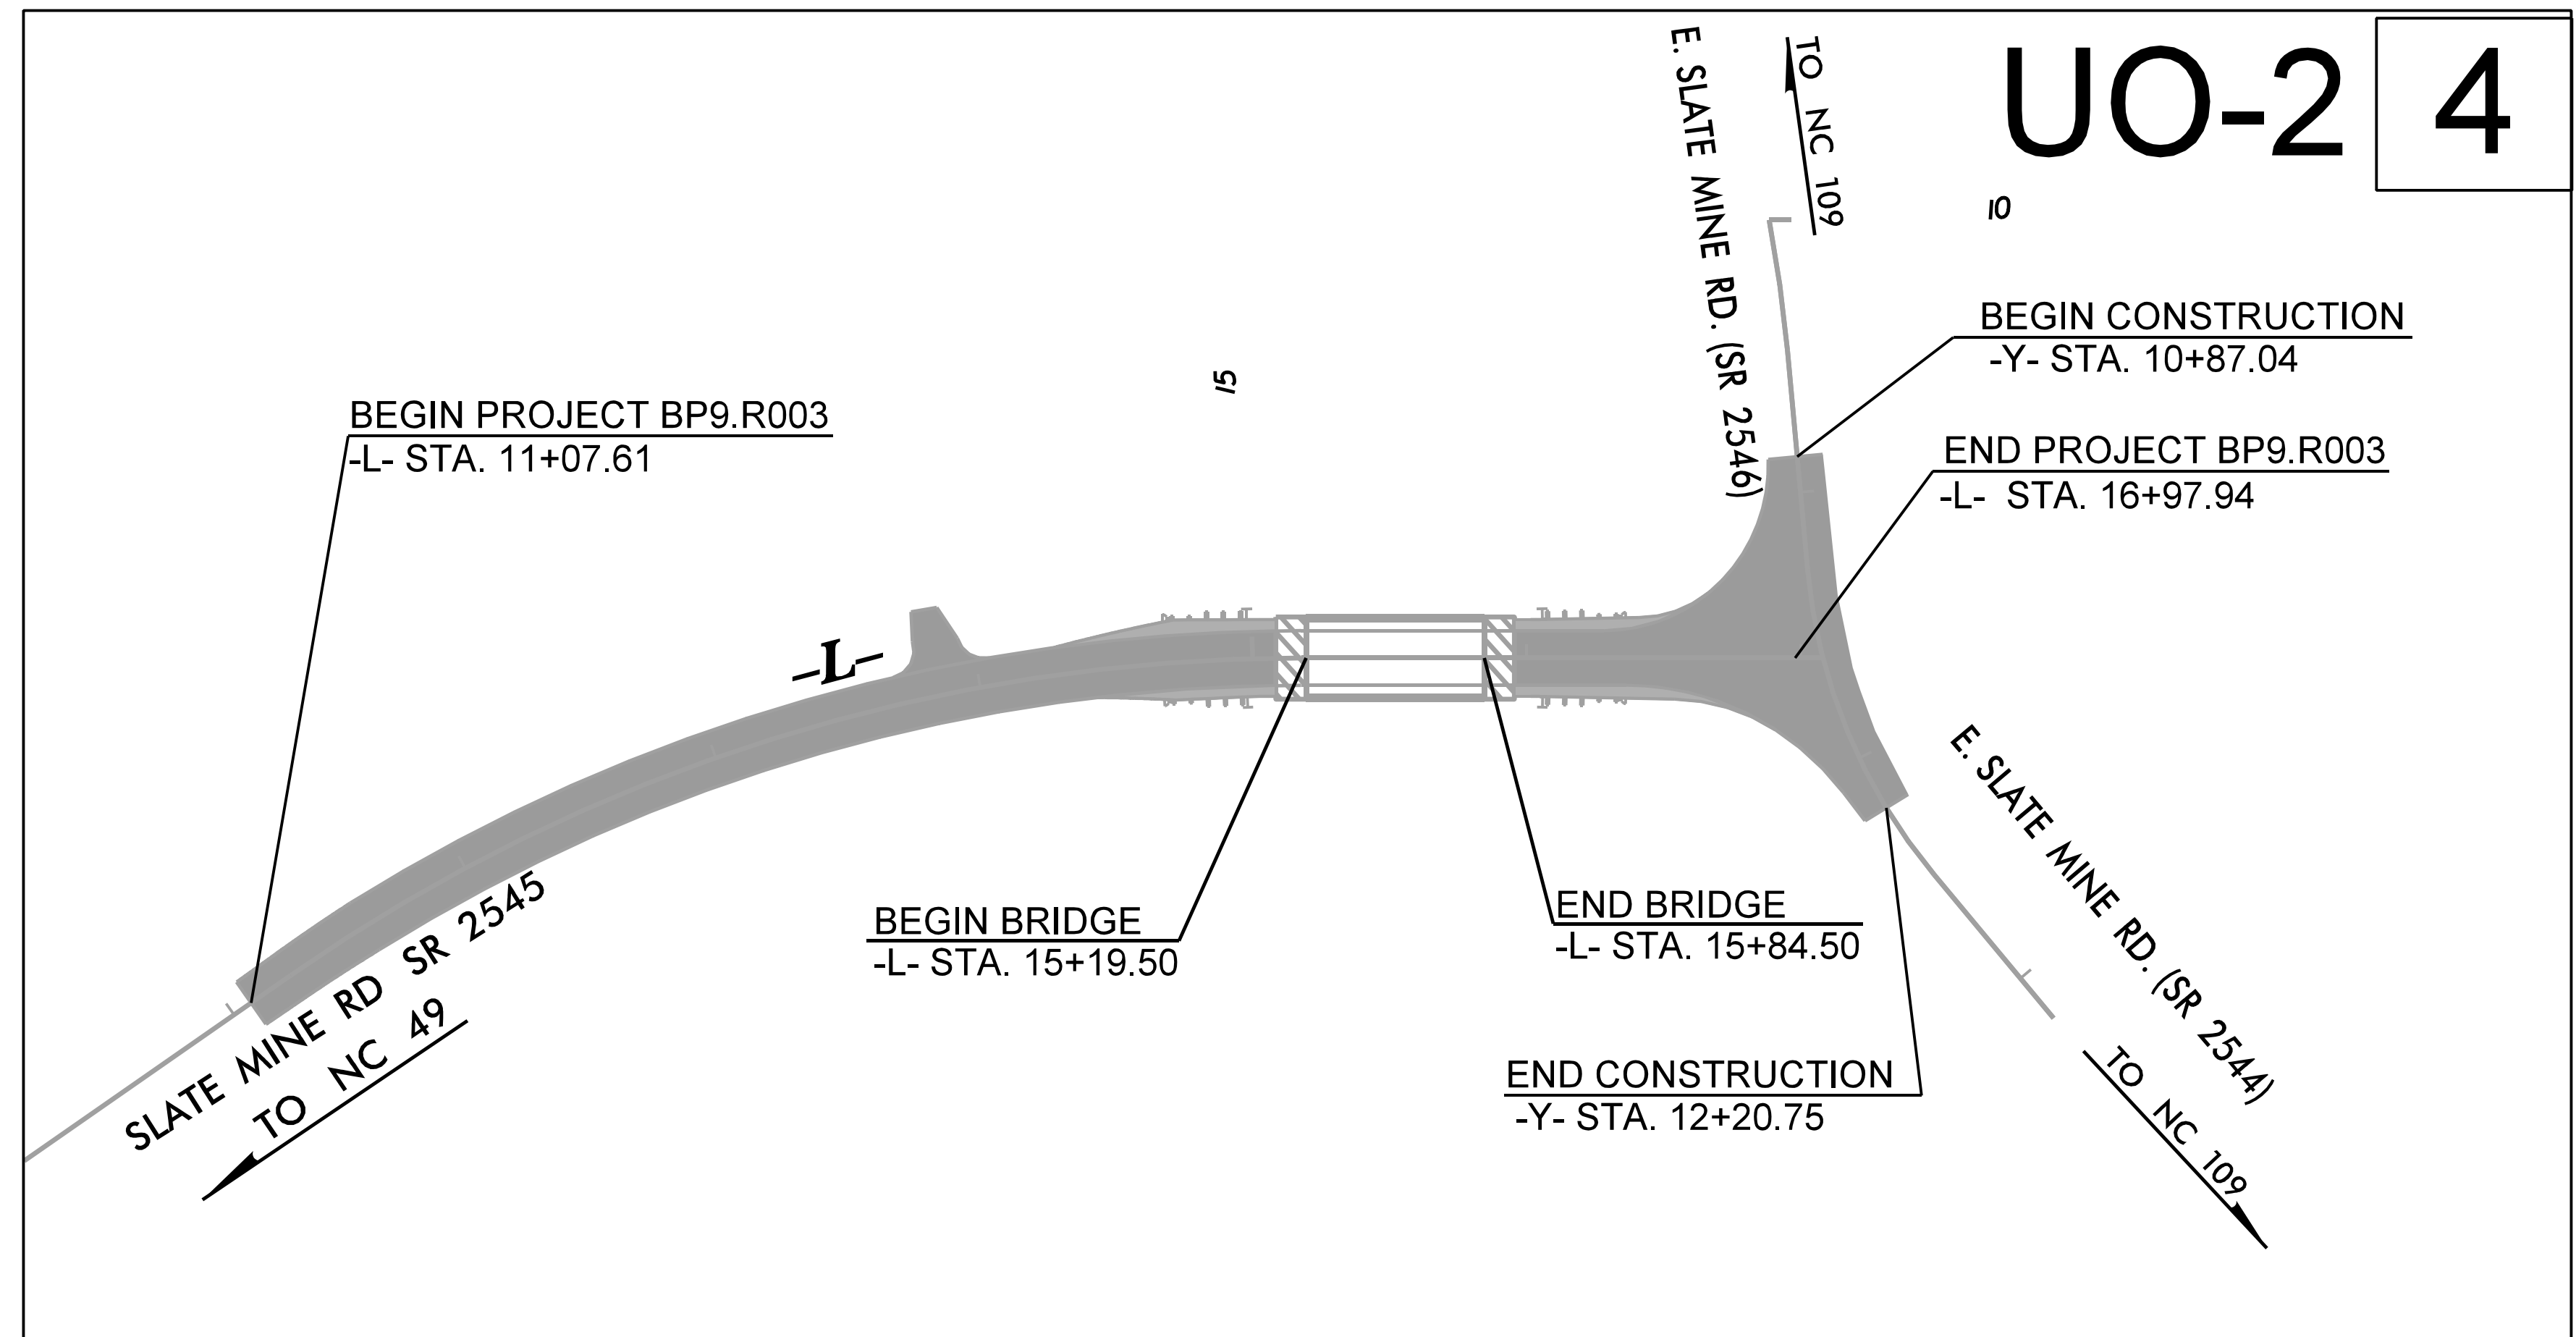 UO-2 4
TO NC 109
E. SLATE MINE RD. (SR 2546)
10
BEGIN CONSTRUCTION
-Y- STA. 10+87.04
15
BEGIN PROJECT BP9.R003
-L- STA. 11+07.61
END PROJECT BP9.R003
-L- STA. 16+97.94
-L-
E. SLATE MINE RD. (SR 2544)
TO NC 109
SLATE MINE RD SR 2545
TO NC 49
BEGIN BRIDGE
-L- STA. 15+19.50
END BRIDGE
-L- STA. 15+84.50
END CONSTRUCTION
-Y- STA. 12+20.75